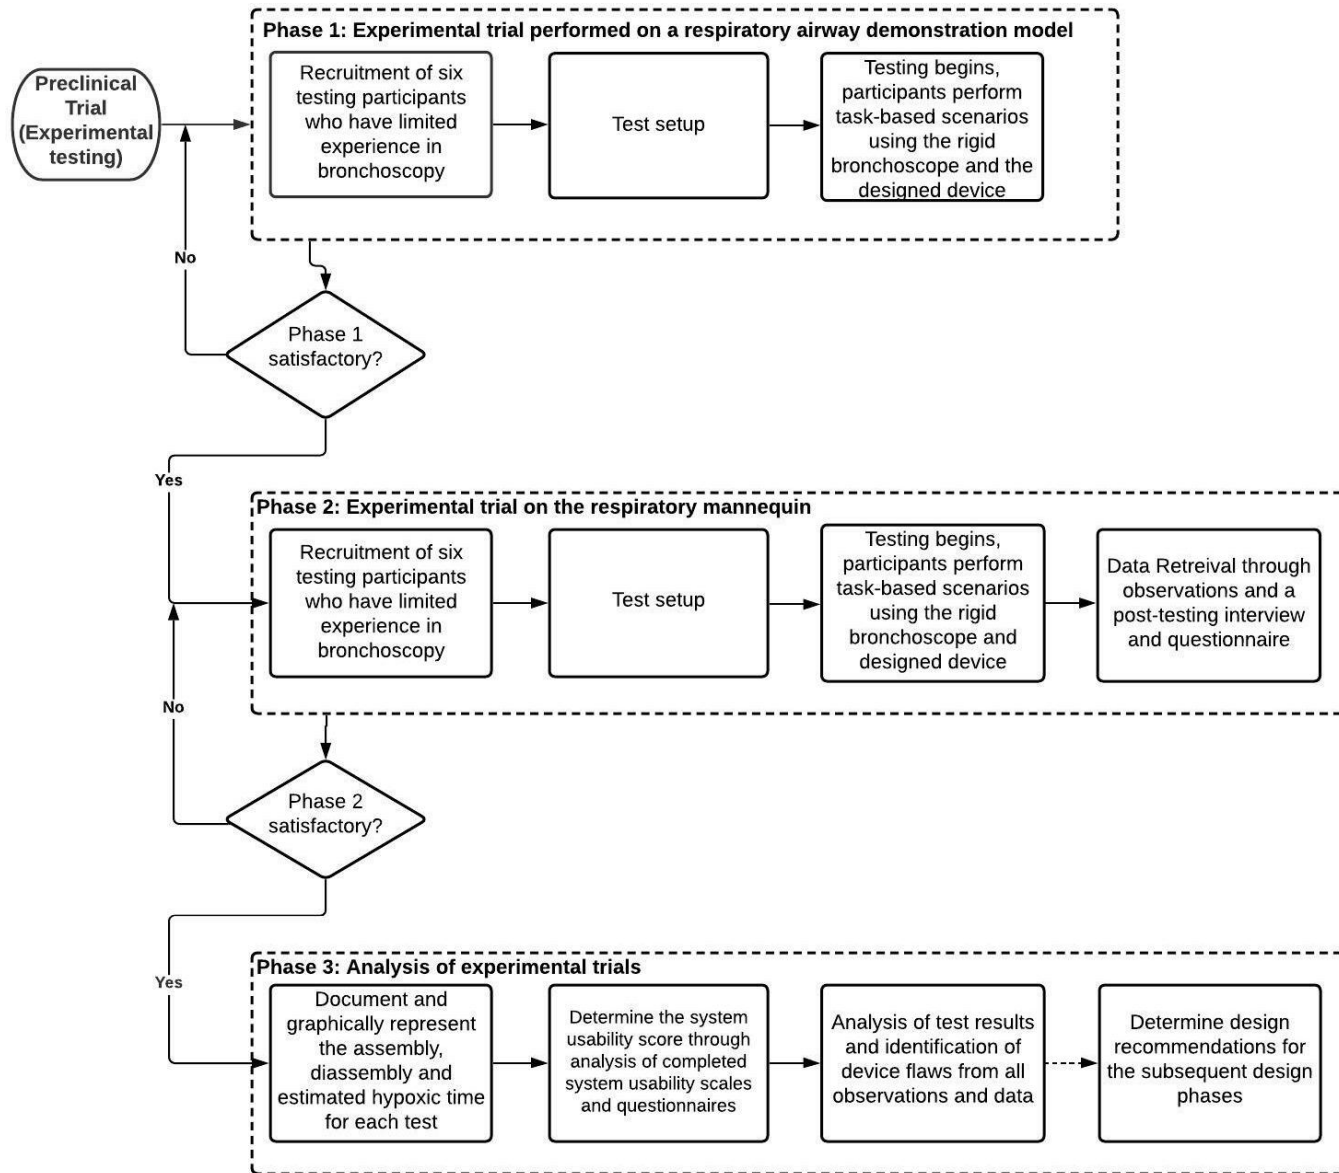 Phase 1: Experimental trial performed on a respiratory airway demonstration model
Preclinical
Trial
(Experimental
testing)
Recruitment of six
testing participants
who have limited
experience in
bronchoscopy
Test setup
Testing begins,
participants perform
task-based scenarios
using the rigid
bronchoscope and the
designed device
No
Phase 1
satisfactory?
Yes
Phase 2: Experimental trial on the respiratory mannequin
Recruitment of six
testing participants
who have limited
experience in
bronchoscopy
Test setup
Testing begins,
participants perform
task-based scenarios
using the rigid
bronchoscope and
designed device
Data Retreival through
observations and a
post-testing interview
and questionnaire
No
Phase 2
satisfactory?
Yes
Phase 3: Analysis of experimental trials
Document and
graphically represent
the assembly,
diassembly and
estimated hypoxic time
for each test
Determine the system
usability score through
analysis of completed
system usability scales
and questionnaires
Analysis of test results
and identification of
device flaws from all
observations and data
Determine design
recommendations for
the subsequent design
phases